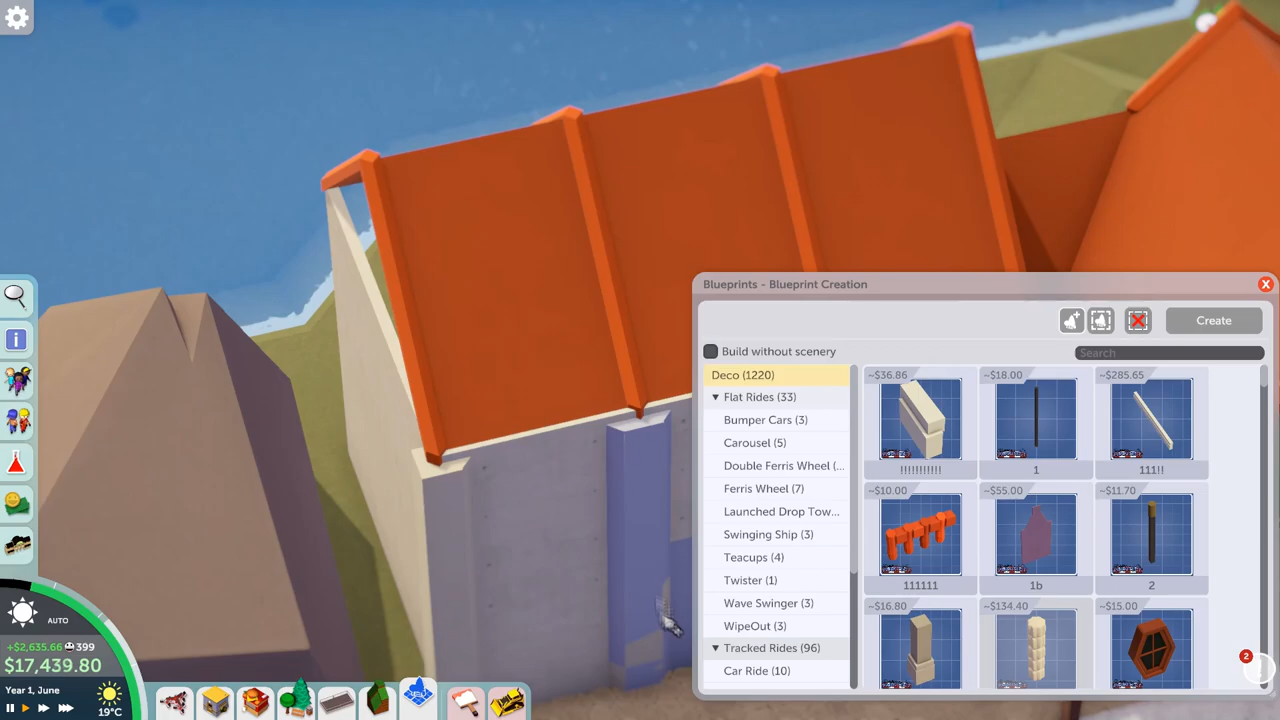 Blueprints - Blueprint Creation
Create
Build without scenery
Search
Deco (1220)
Flat Rides (33)
Bumper Cars (3)
Carousel (5)
Double Ferris Wheel (...
Ferris Wheel (7)
Launched Drop Tow...
Swinging Ship (3)
Teacups (4)
Twister (1)
Wave Swinger (3)
WipeOut (3)
Tracked Rides (96)
Car Ride (10)
~$36.86
~$18.00
~$285.65
!!!!!!!!!!!
1
111!!
~$10.00
~$55.00
~$11.70
111111
1b
2
~$16.80
~$134.40
~$15.00
2
AUTO
+$2,635.66 399
$17,439.80
Year 1, June
19°C